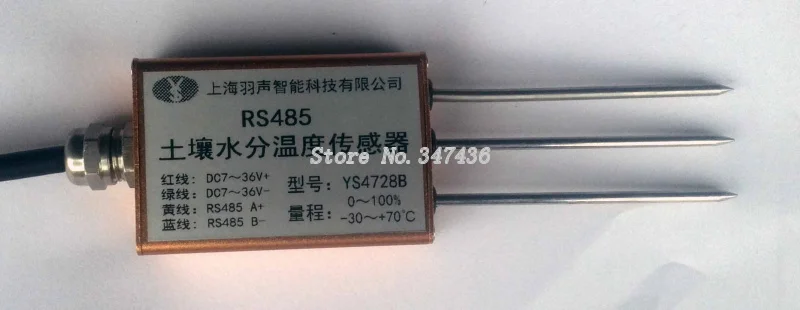 YS
上海羽声智能科技有限公司
RS485
土壤水分温度传感器
红线: DC7～36V+
绿线: DC7～36V-
黄线: RS485 A+
蓝线: RS485 B-
型号: YS4728B
量程: 0～100%
-30～+70℃
Store No. 347436